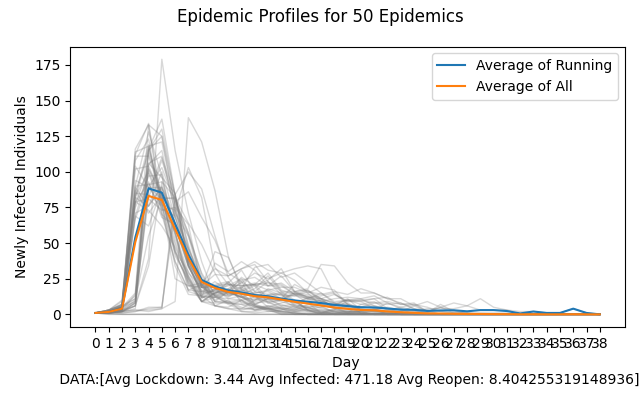 Epidemic Profiles for 50 Epidemics
Average of Running
Average of All
Newly Infected Individuals
175
150
125
100
75
50
25
0
0 1 2 3 4 5 6 7 8 9 10 11 12 13 14 15 16 17 18 19 20 21 22 23 24 25 26 27 28 29 30 31 32 33 34 35 36 37 38
Day
DATA:[Avg Lockdown: 3.44 Avg Infected: 471.18 Avg Reopen: 8.404255319148936]